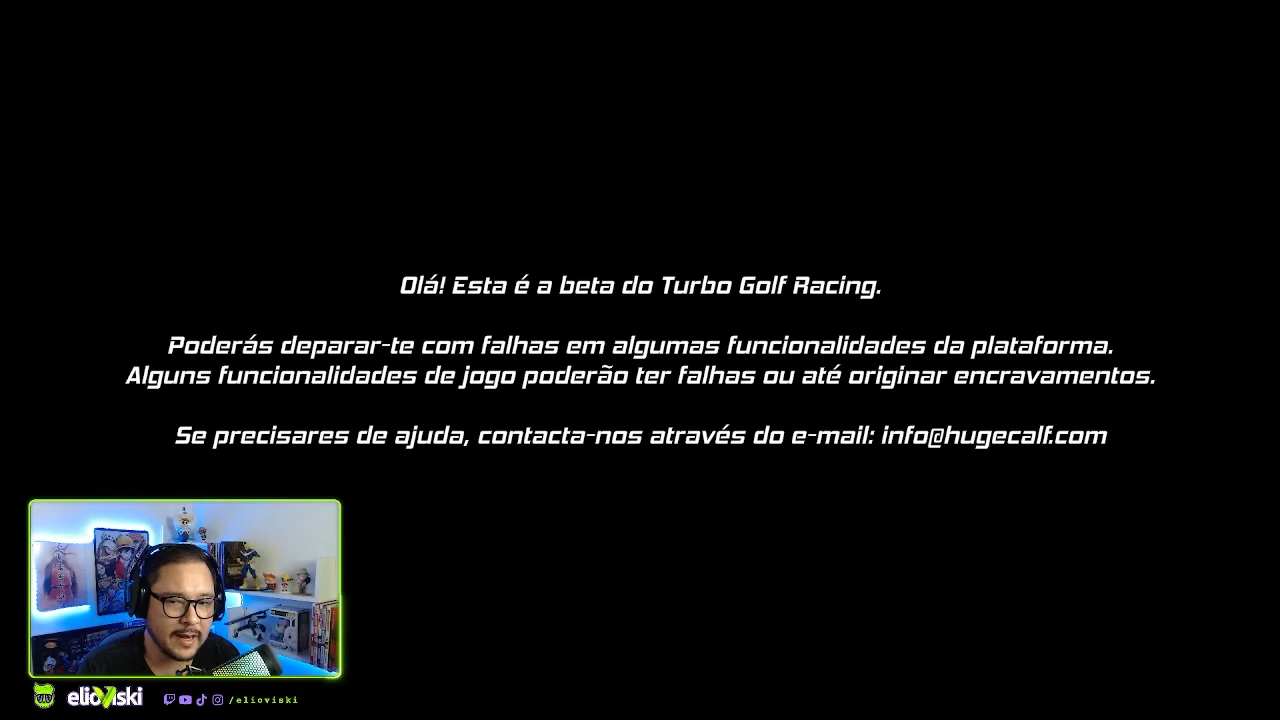 Olá! Esta é a beta do Turbo Golf Racing.
Poderás deparar-te com falhas em algumas funcionalidades da plataforma.
Alguns funcionalidades de jogo poderão ter falhas ou até originar encravamentos.
Se precisares de ajuda, contacta-nos através do e-mail: info@hugecalf.com
elioViski
/elioviski